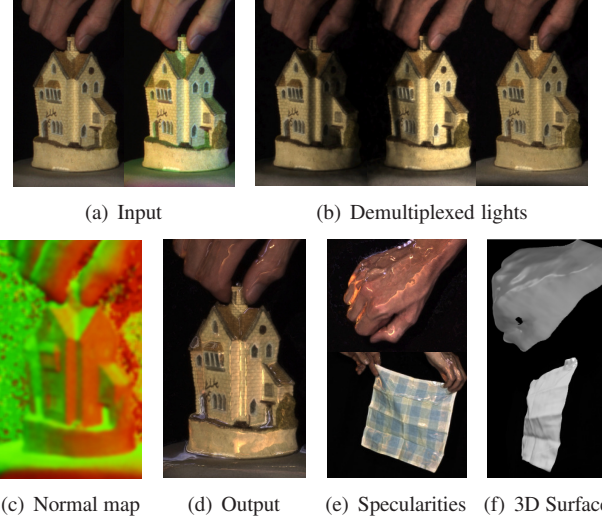 (a) Input
(b) Demultiplexed lights
(c) Normal map
(d) Output
(e) Specularities
(f) 3D Surface